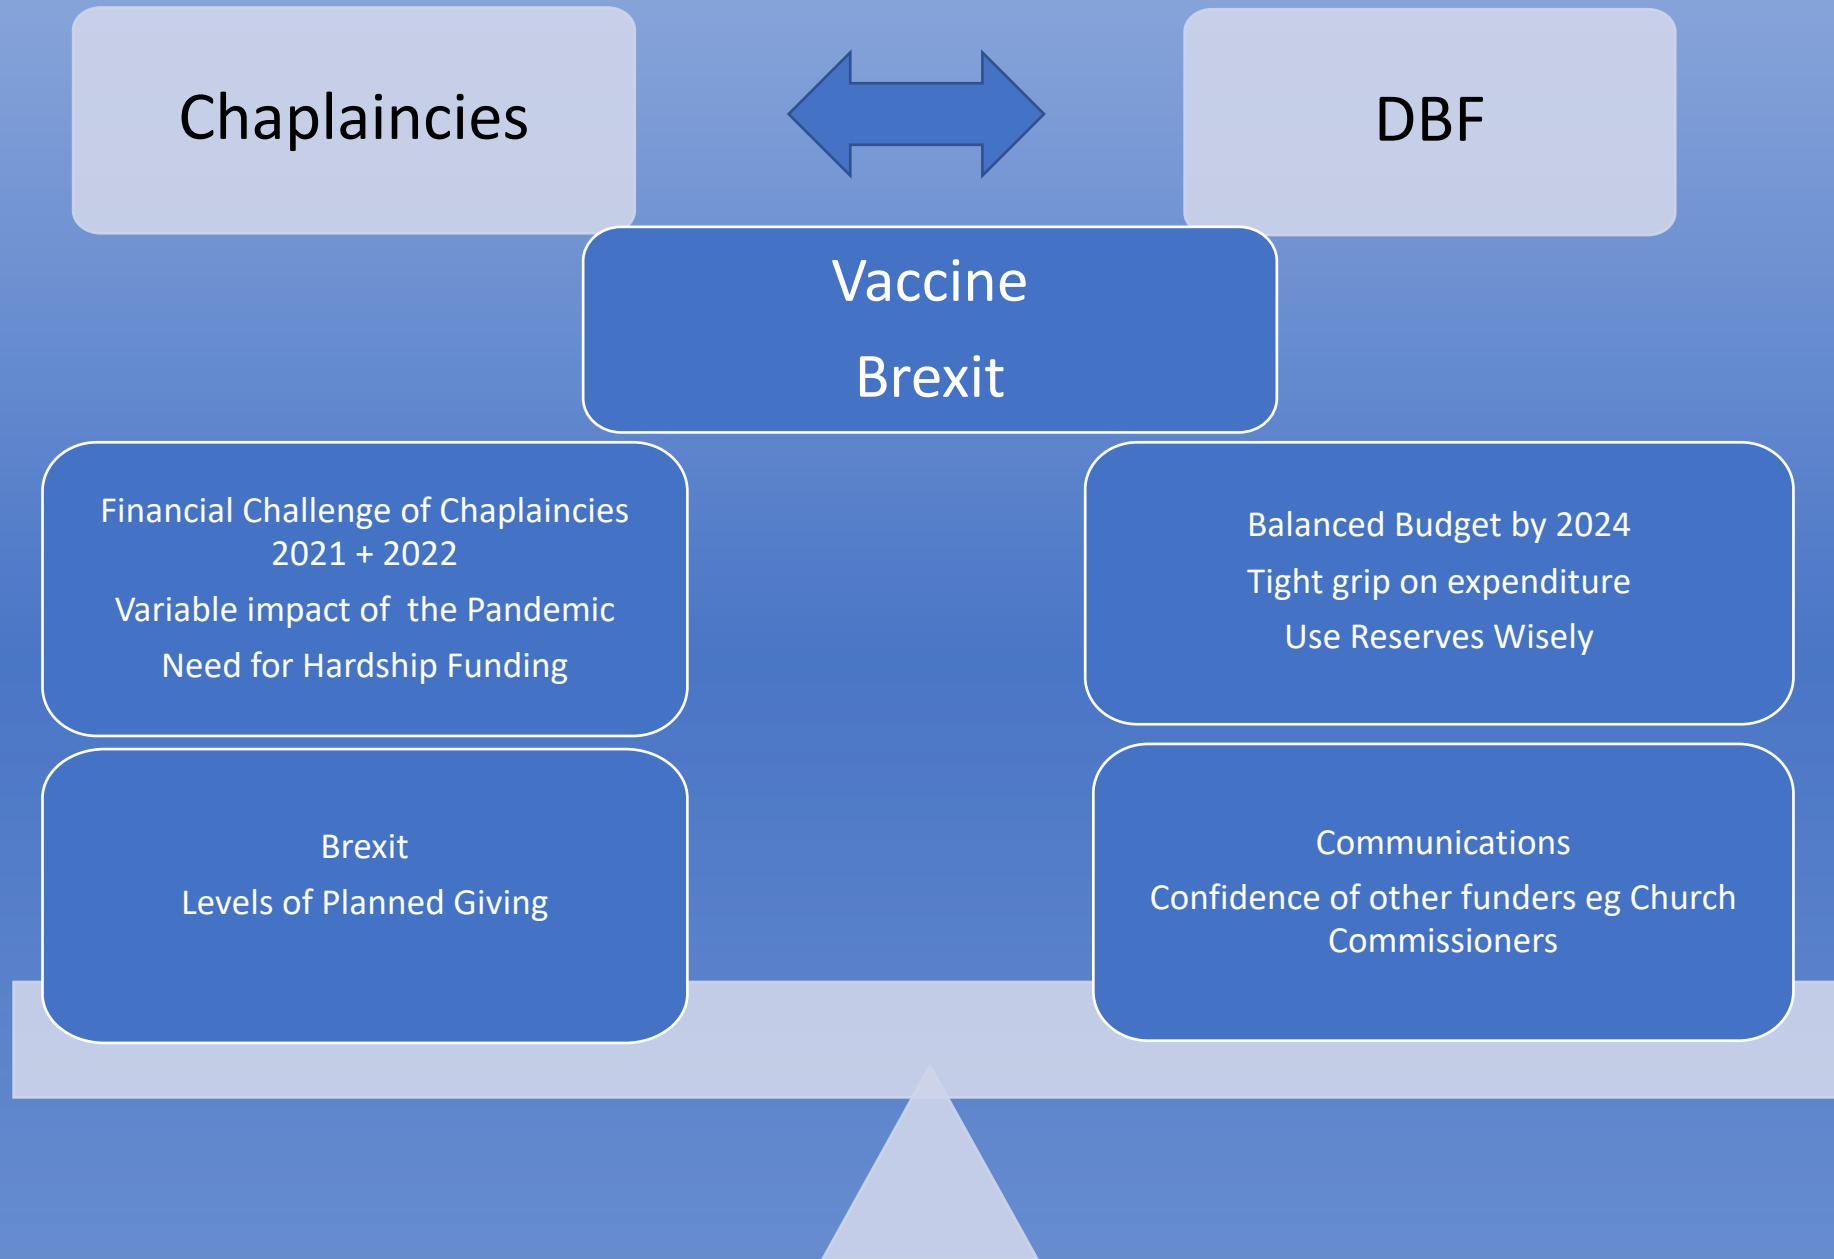 Chaplaincies
DBF
Vaccine
Brexit
Financial Challenge of Chaplaincies
2021 + 2022
Variable impact of  the Pandemic
Need for Hardship Funding
Balanced Budget by 2024
Tight grip on expenditure
Use Reserves Wisely
Brexit
Levels of Planned Giving
Communications
Confidence of other funders eg Church
Commissioners